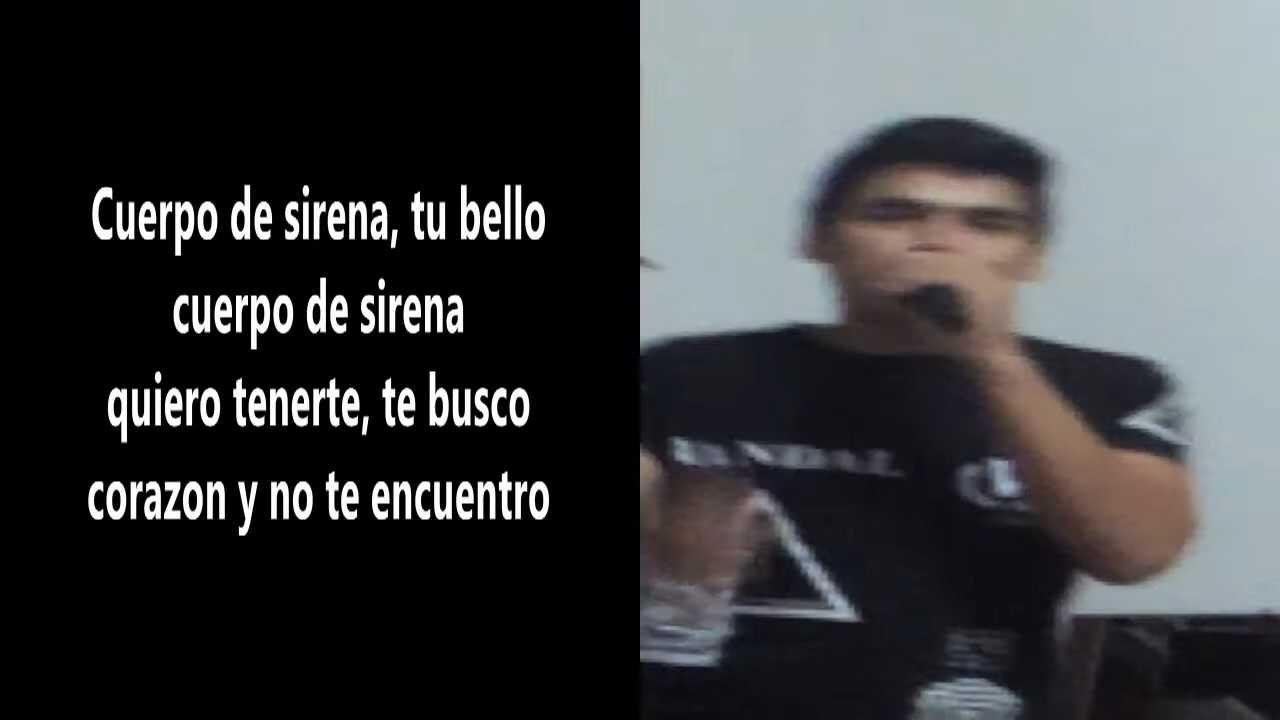 Cuerpo de sirena, tu bello
cuerpo de sirena
quiero tenerte, te busco
corazon y no te encuentro